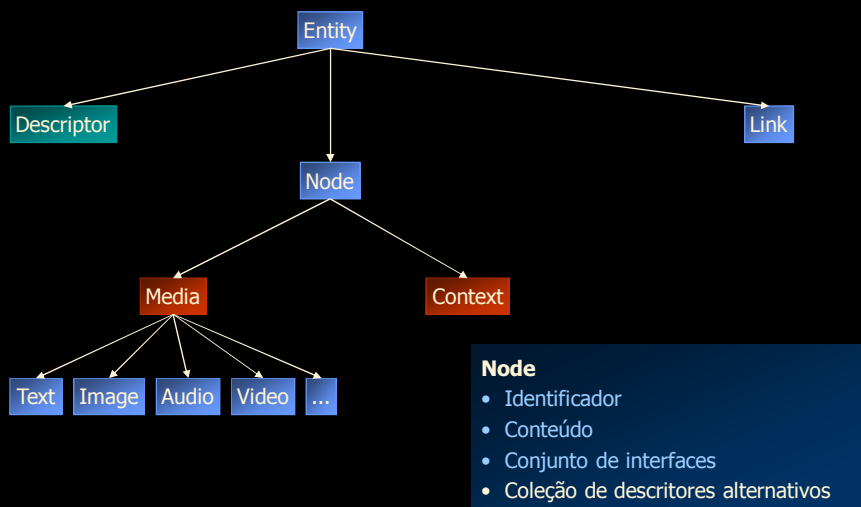 Entity
Descriptor
Link
Node
Media
Context
Text
Image
Audio
Video
...
Node
• Identificador
• Conteúdo
• Conjunto de interfaces
• Coleção de descritores alternativos